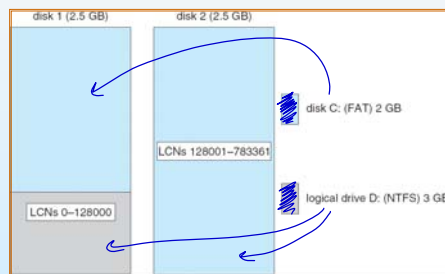 disk 1 (2.5 GB)
disk 2 (2.5 GB)
disk C: (FAT) 2 GB
LCNs 128001–783361
logical drive D: (NTFS) 3 GB
LCNs 0–128000